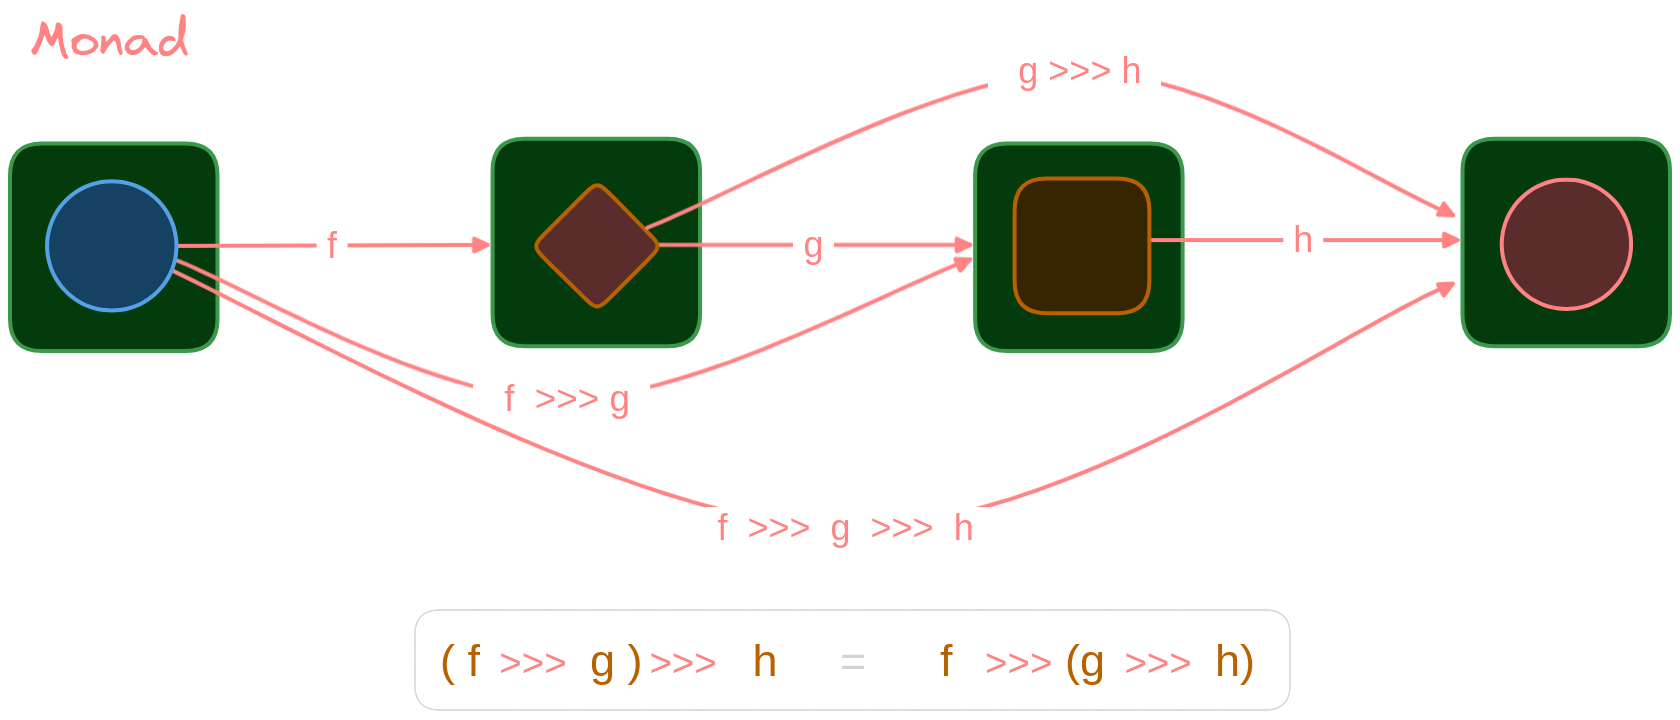 Monad
g >>> h
f
g
h
f >>> g
f >>> g >>> h
( f >>> g ) >>> h = f >>> (g >>> h)